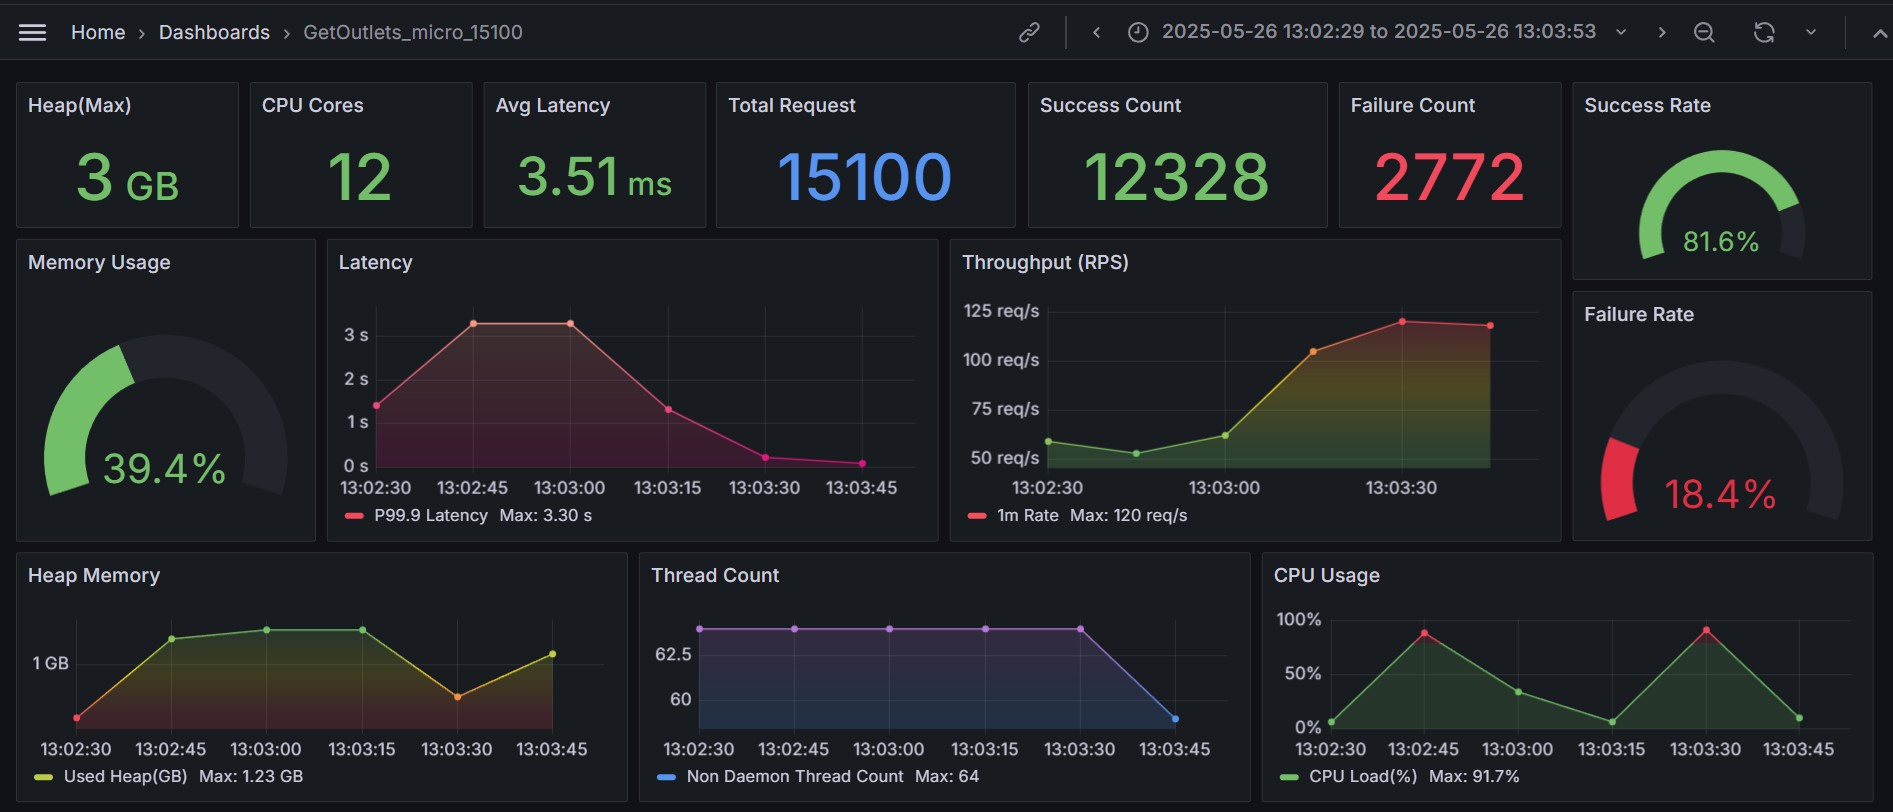 Home › Dashboards › GetOutlets_micro_15100
2025-05-26 13:02:29 to 2025-05-26 13:03:53
Heap(Max)
3 GB
CPU Cores
12
Avg Latency
3.51 ms
Total Request
15100
Success Count
12328
Failure Count
2772
Success Rate
81.6%
Memory Usage
39.4%
Latency
3 s
2 s
1 s
0 s
13:02:30 13:02:45 13:03:00 13:03:15 13:03:30 13:03:45
P99.9 Latency Max: 3.30 s
Throughput (RPS)
125 req/s
100 req/s
75 req/s
50 req/s
13:02:30 13:03:00 13:03:30
1m Rate Max: 120 req/s
Failure Rate
18.4%
Heap Memory
1 GB
13:02:30 13:02:45 13:03:00 13:03:15 13:03:30 13:03:45
Used Heap(GB) Max: 1.23 GB
Thread Count
62.5
60
13:02:30 13:02:45 13:03:00 13:03:15 13:03:30 13:03:45
Non Daemon Thread Count Max: 64
CPU Usage
100%
50%
0%
13:02:30 13:02:45 13:03:00 13:03:15 13:03:30 13:03:45
CPU Load(%) Max: 91.7%